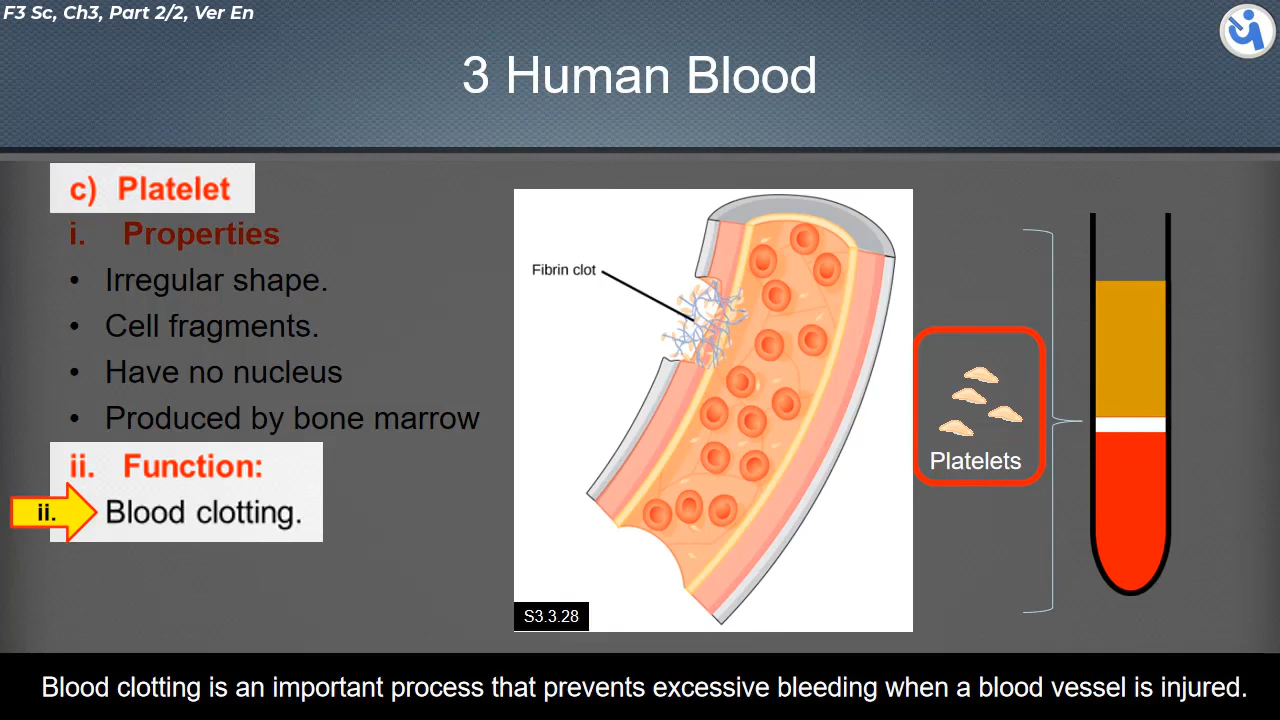 F3 Sc, Ch3, Part 2/2, Ver En
3 Human Blood
c) Platelet
i. Properties
• Irregular shape.
• Cell fragments.
• Have no nucleus
• Produced by bone marrow
ii. Function:
ii. Blood clotting.
Fibrin clot
S3.3.28
Platelets
Blood clotting is an important process that prevents excessive bleeding when a blood vessel is injured.